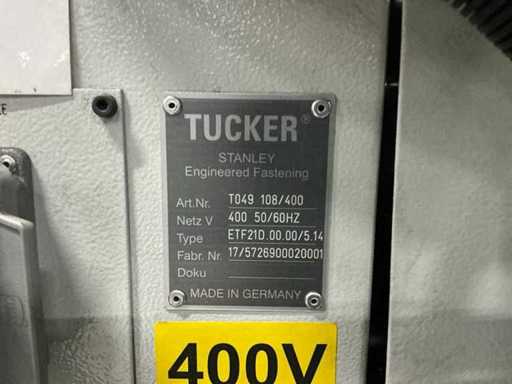 TUCKER®
STANLEY
Engineered Fastening
Art.Nr. T049 108/400
Netz V 400 50/60HZ
Type ETF21D.00.00/5.14
Fabr. Nr. 17/5726900020001
Doku
MADE IN GERMANY
400V